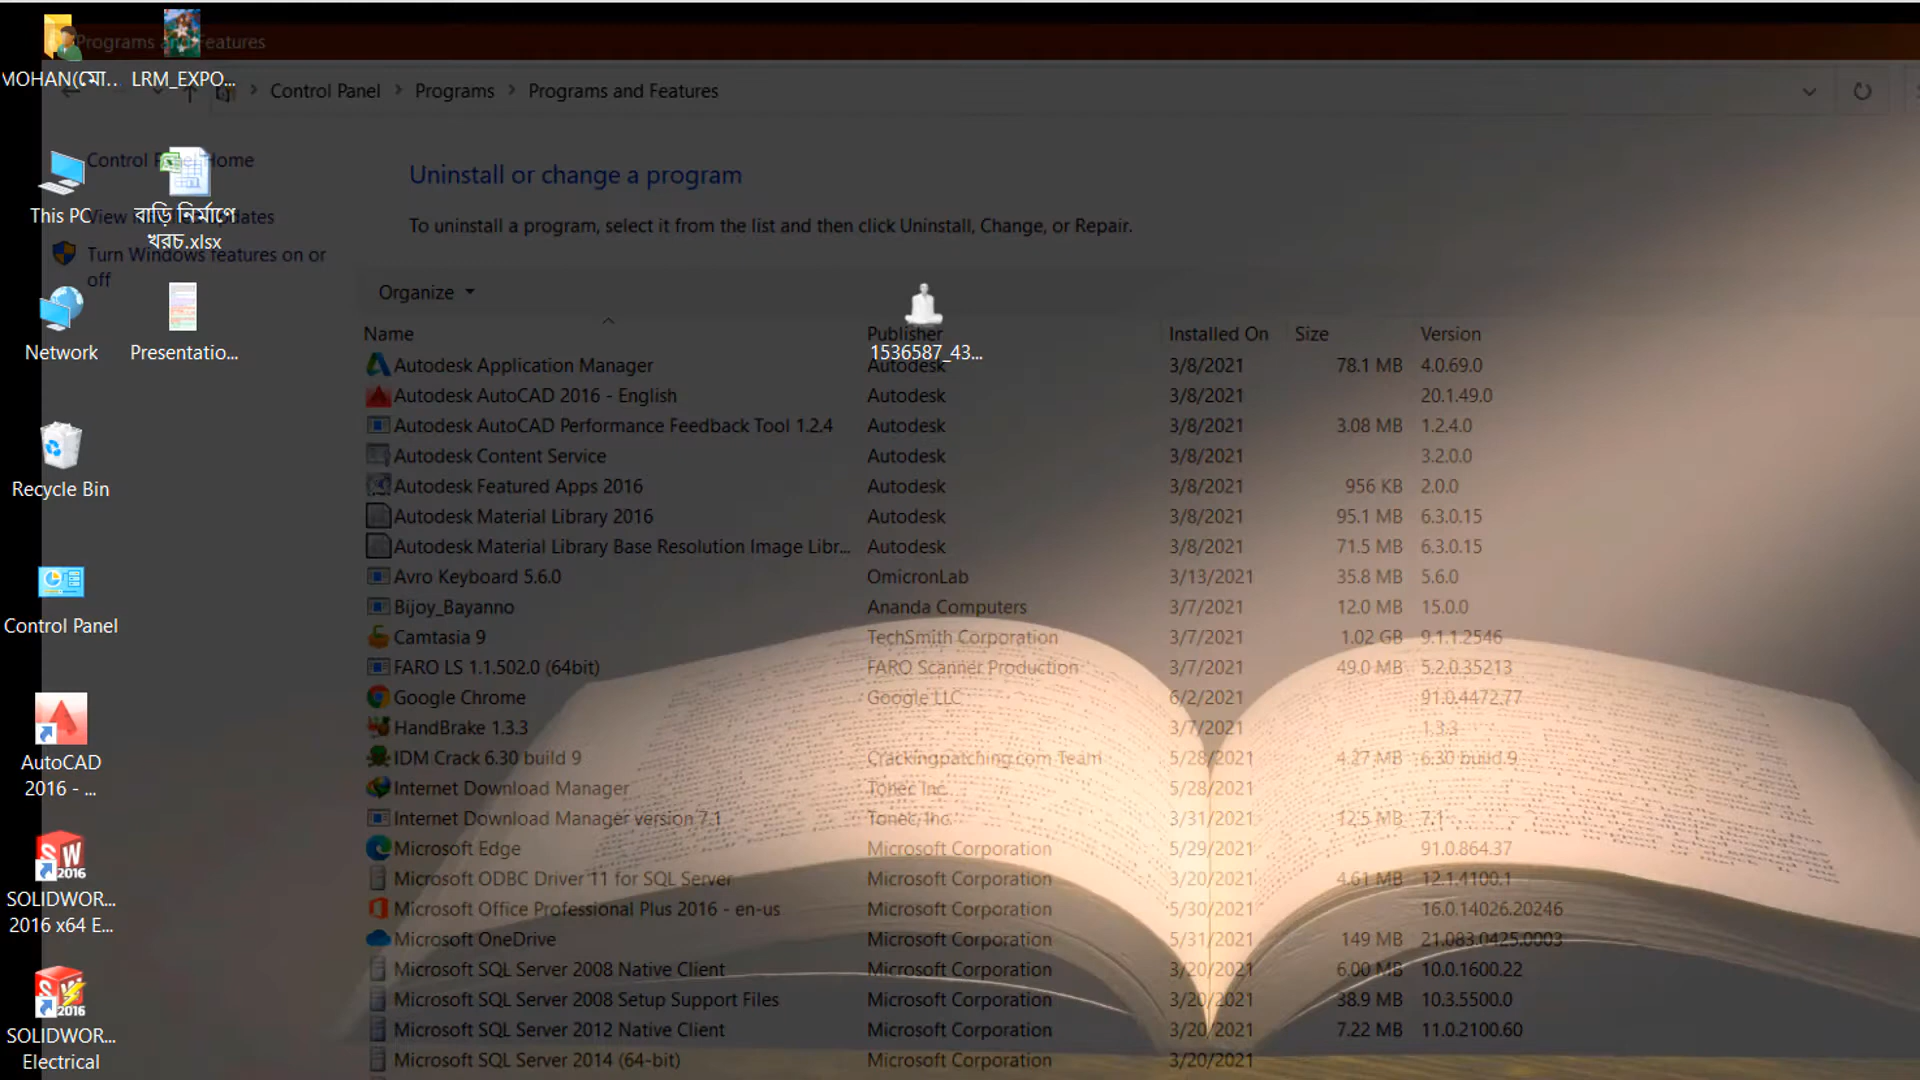 Programs and Features
MOHAN(মো...
LRM_EXPO...
Control Panel
Programs
Programs and Features
Control Panel Home
Uninstall or change a program
This PC
View installed updates
বাড়ি নির্মাণে
খরচ.xlsx
To uninstall a program, select it from the list and then click Uninstall, Change, or Repair.
Turn Windows features on or
off
Organize
Network
Presentatio...
1536587_43...
Name Publisher Installed On Size Version
Autodesk Application Manager Autodesk 3/8/2021 78.1 MB 4.0.69.0
Autodesk AutoCAD 2016 - English Autodesk 3/8/2021 20.1.49.0
Autodesk AutoCAD Performance Feedback Tool 1.2.4 Autodesk 3/8/2021 3.08 MB 1.2.4.0
Autodesk Content Service Autodesk 3/8/2021 3.2.0.0
Autodesk Featured Apps 2016 Autodesk 3/8/2021 956 KB 2.0.0
Autodesk Material Library 2016 Autodesk 3/8/2021 95.1 MB 6.3.0.15
Autodesk Material Library Base Resolution Image Libr... Autodesk 3/8/2021 71.5 MB 6.3.0.15
Avro Keyboard 5.6.0 OmicronLab 3/13/2021 35.8 MB 5.6.0
Bijoy_Bayanno Ananda Computers 3/7/2021 12.0 MB 15.0.0
Camtasia 9 TechSmith Corporation 3/7/2021 1.02 GB 9.1.1.2546
FARO LS 1.1.502.0 (64bit) FARO Scanner Production 3/7/2021 49.0 MB 5.2.0.35213
Google Chrome Google LLC 6/2/2021 91.0.4472.77
HandBrake 1.3.3 3/7/2021 1.3.3
IDM Crack 6.30 build 9 Crackingpatching.com Team 5/28/2021 4.27 MB 6.30 build 9
Internet Download Manager Tonec Inc. 5/28/2021
Internet Download Manager version 7.1 Tonec, Inc. 3/31/2021 12.5 MB 7.1
Microsoft Edge Microsoft Corporation 5/29/2021 91.0.864.37
Microsoft ODBC Driver 11 for SQL Server Microsoft Corporation 3/20/2021 4.61 MB 12.1.4100.1
Microsoft Office Professional Plus 2016 - en-us Microsoft Corporation 5/30/2021 16.0.14026.20246
Microsoft OneDrive Microsoft Corporation 5/31/2021 149 MB 21.083.0425.0003
Microsoft SQL Server 2008 Native Client Microsoft Corporation 3/20/2021 6.00 MB 10.0.1600.22
Microsoft SQL Server 2008 Setup Support Files Microsoft Corporation 3/20/2021 38.9 MB 10.3.5500.0
Microsoft SQL Server 2012 Native Client Microsoft Corporation 3/20/2021 7.22 MB 11.0.2100.60
Microsoft SQL Server 2014 (64-bit) Microsoft Corporation 3/20/2021
Recycle Bin
Control Panel
AutoCAD
2016 - ...
SW
2016
SOLIDWOR...
2016 x64 E...
2016
SOLIDWOR...
Electrical